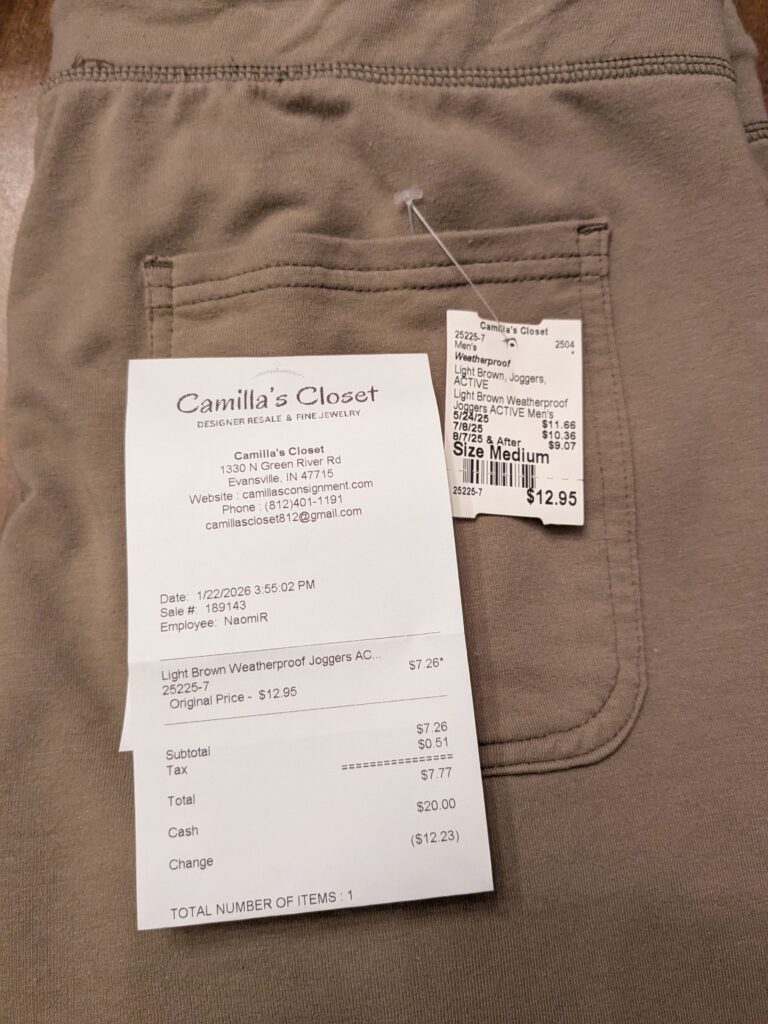 Camilla's Closet
DESIGNER RESALE & FINE JEWELRY
Camilla's Closet
1330 N Green River Rd
Evansville, IN 47715
Website : camillasconsignment.com
Phone : (812)401-1191
camillascloset812@gmail.com
Date: 1/22/2026 3:55:02 PM
Sale #: 189143
Employee: NaomiR
Light Brown Weatherproof Joggers AC... $7.26*
25225-7
Original Price - $12.95
Subtotal $7.26
Tax $0.51
================
Total $7.77
Cash $20.00
Change ($12.23)
TOTAL NUMBER OF ITEMS : 1
Camilla's Closet
25225-7 2504
Men's *
Weatherproof
Light Brown, Joggers,
ACTIVE
Light Brown Weatherproof
Joggers ACTIVE Men's
5/24/25 $11.66
7/8/25 $10.36
8/7/25 & After $9.07
Size Medium
25225-7 $12.95